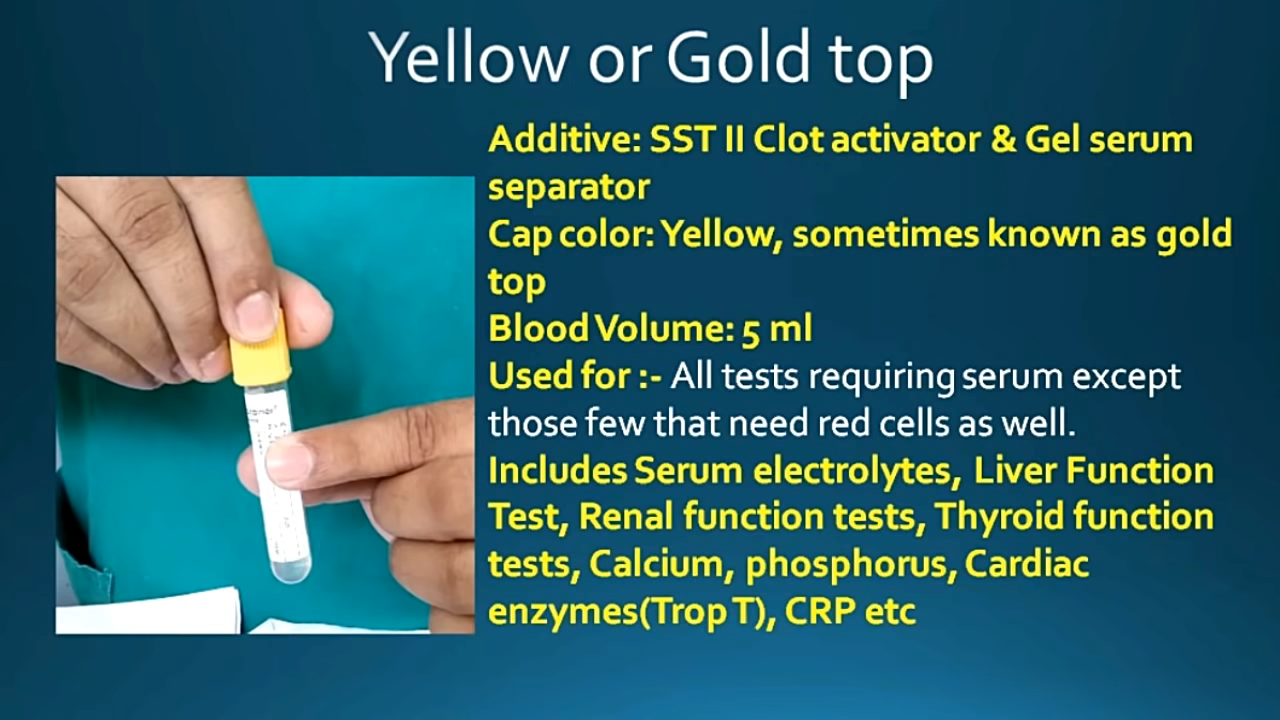 Yellow or Gold top
Additive: SST II Clot activator & Gel serum
separator
Cap color: Yellow, sometimes known as gold
top
Blood Volume: 5 ml
Used for :- All tests requiring serum except
those few that need red cells as well.
Includes Serum electrolytes, Liver Function
Test, Renal function tests, Thyroid function
tests, Calcium, phosphorus, Cardiac
enzymes(Trop T), CRP etc